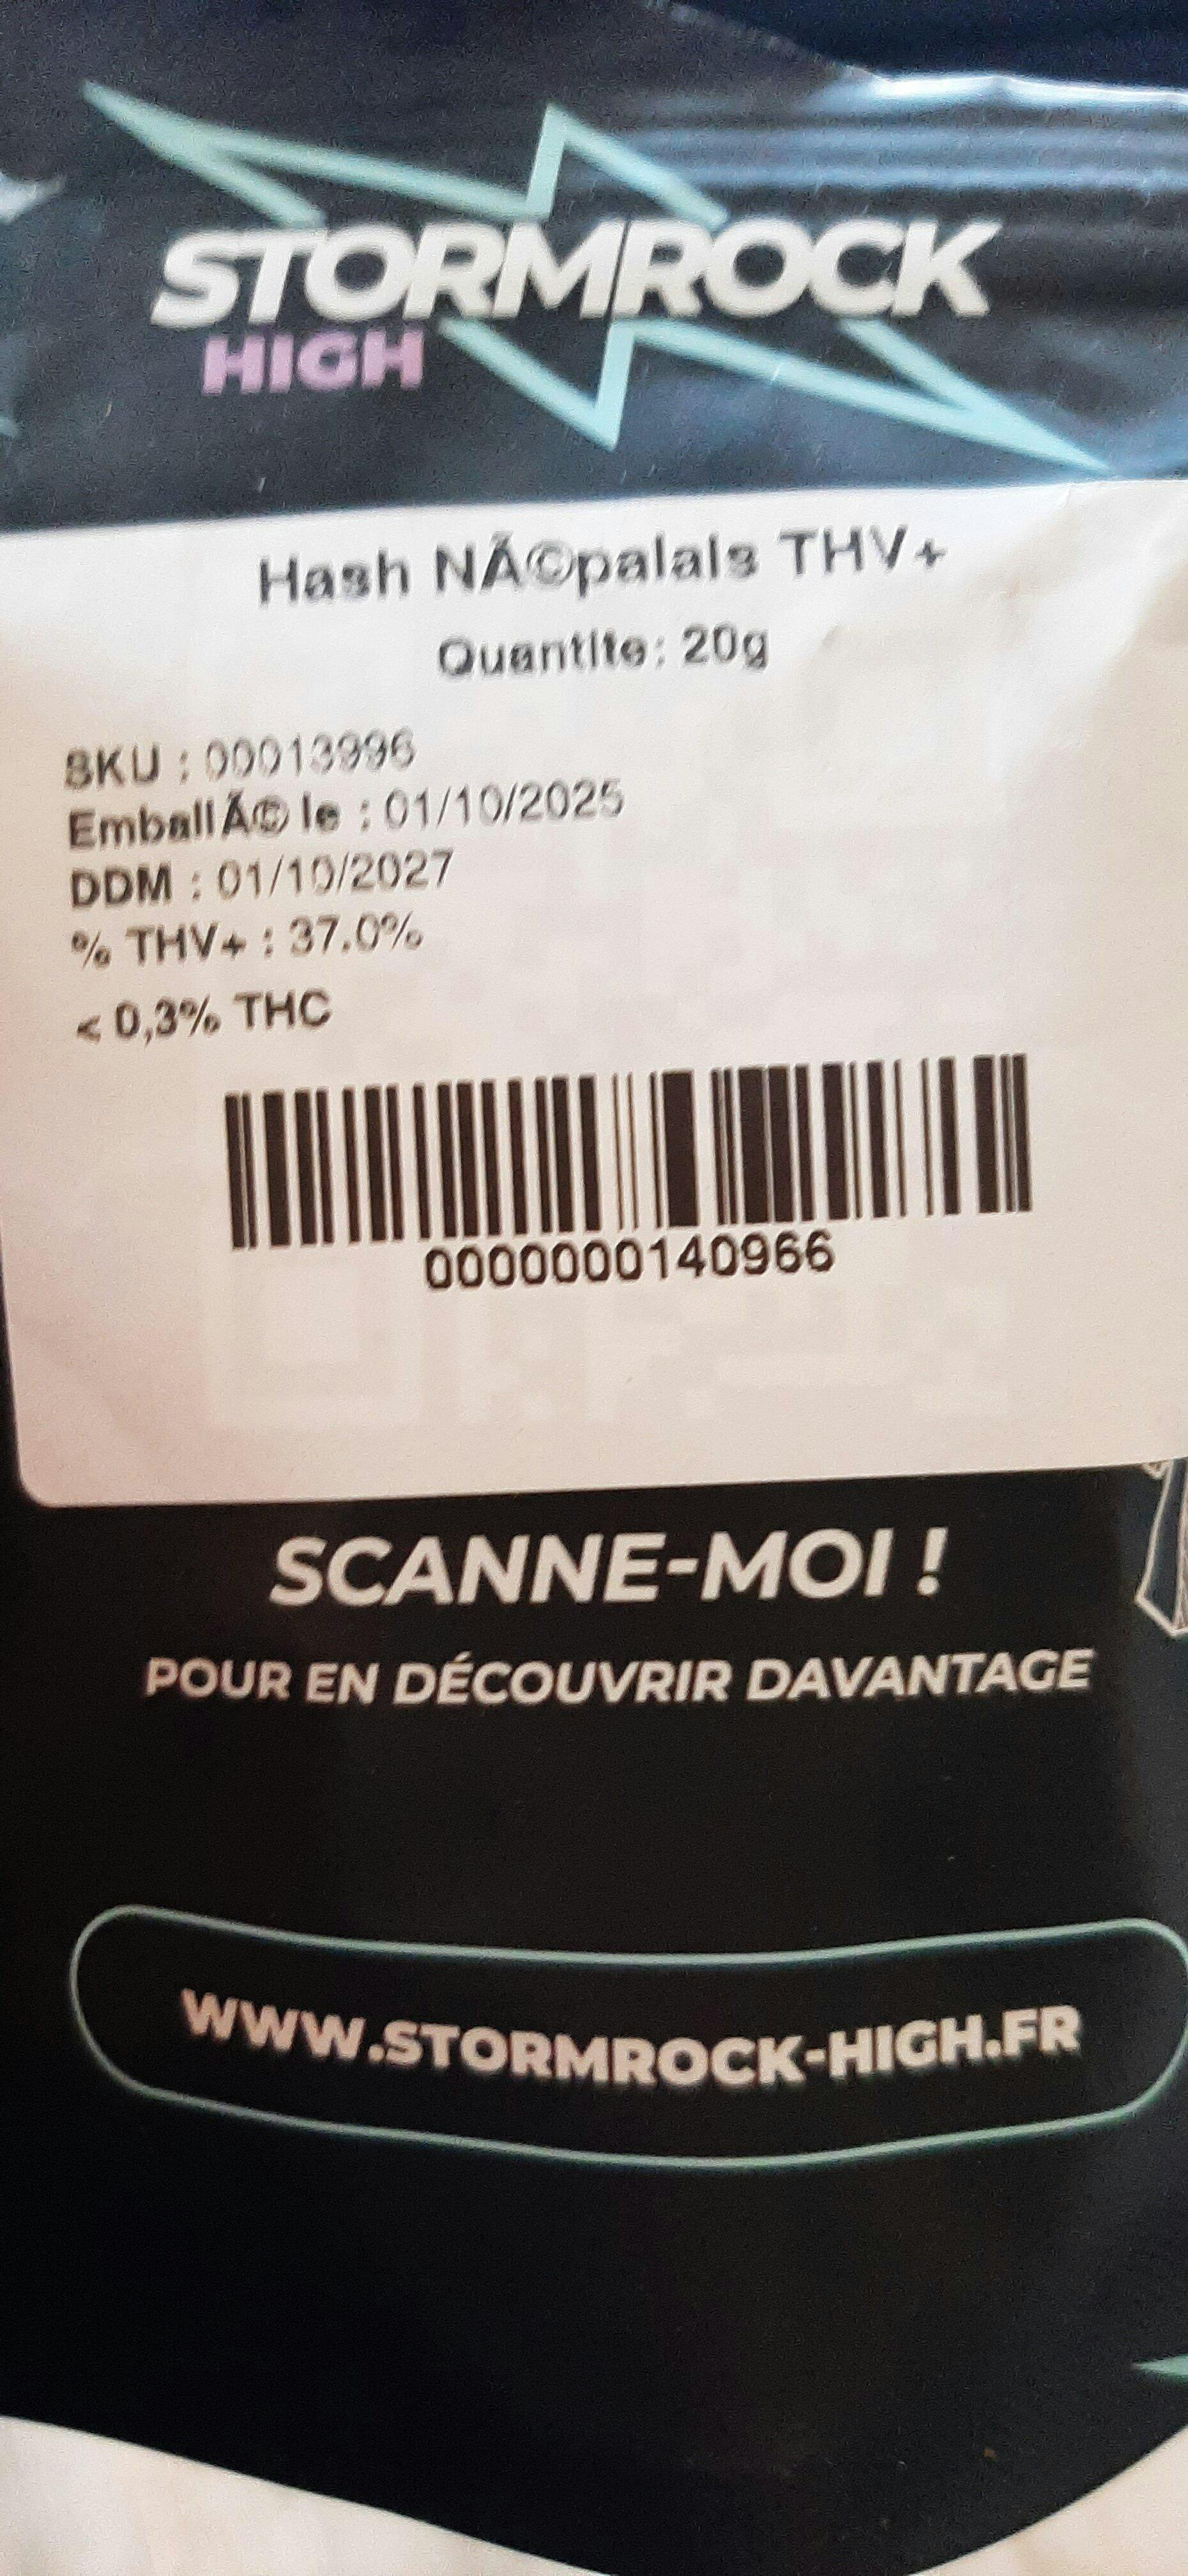 STORMROCK
HIGH
Hash NÃ©palais THV+
Quantite: 20g
SKU : 00013996
EmballÃ© le : 01/10/2025
DDM : 01/10/2027
% THV+ : 37.0%
< 0,3% THC
0000000140966
SCANNE-MOI !
POUR EN DÉCOUVRIR DAVANTAGE
WWW.STORMROCK-HIGH.FR